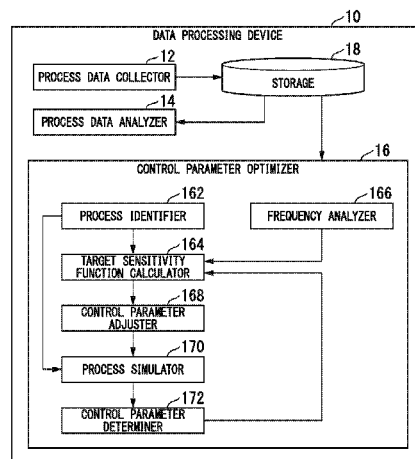 10
DATA PROCESSING DEVICE
12
PROCESS DATA COLLECTOR
18
STORAGE
14
PROCESS DATA ANALYZER
16
CONTROL PARAMETER OPTIMIZER
162
PROCESS IDENTIFIER
166
FREQUENCY ANALYZER
164
TARGET SENSITIVITY
FUNCTION CALCULATOR
168
CONTROL PARAMETER
ADJUSTER
170
PROCESS SIMULATOR
172
CONTROL PARAMETER
DETERMINER